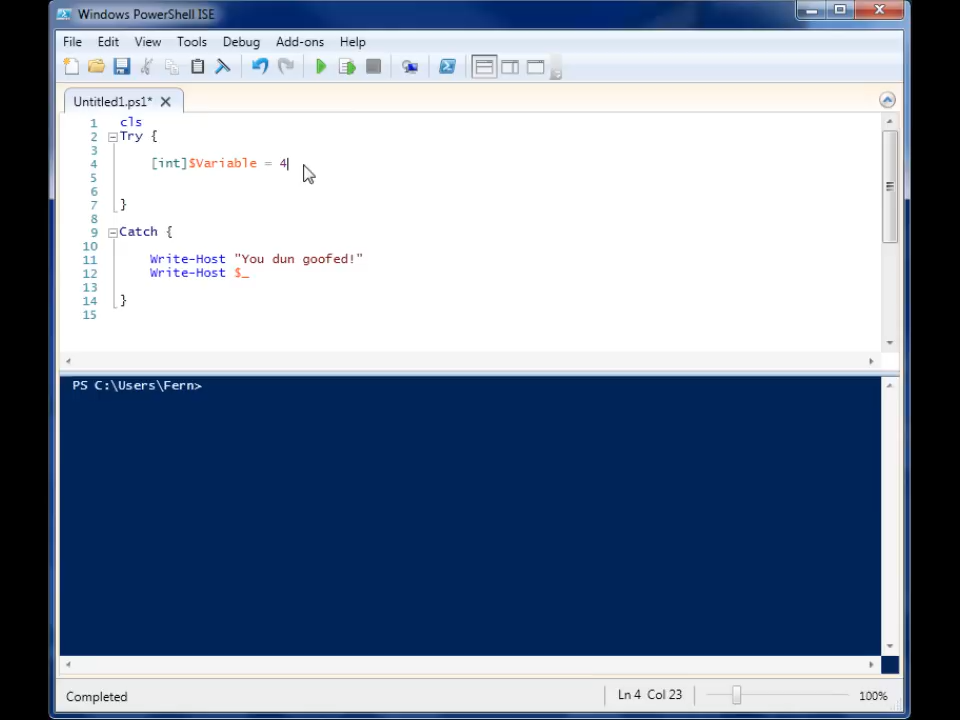 Windows PowerShell ISE
File Edit View Tools Debug Add-ons Help
Untitled1.ps1*
1 cls
2 Try {
3
4 [int]$Variable = 4
5
6
7 }
8
9 Catch {
10
11 Write-Host "You dun goofed!"
12 Write-Host $_
13
14 }
15
PS C:\Users\Fern>
Completed Ln 4 Col 23 100%